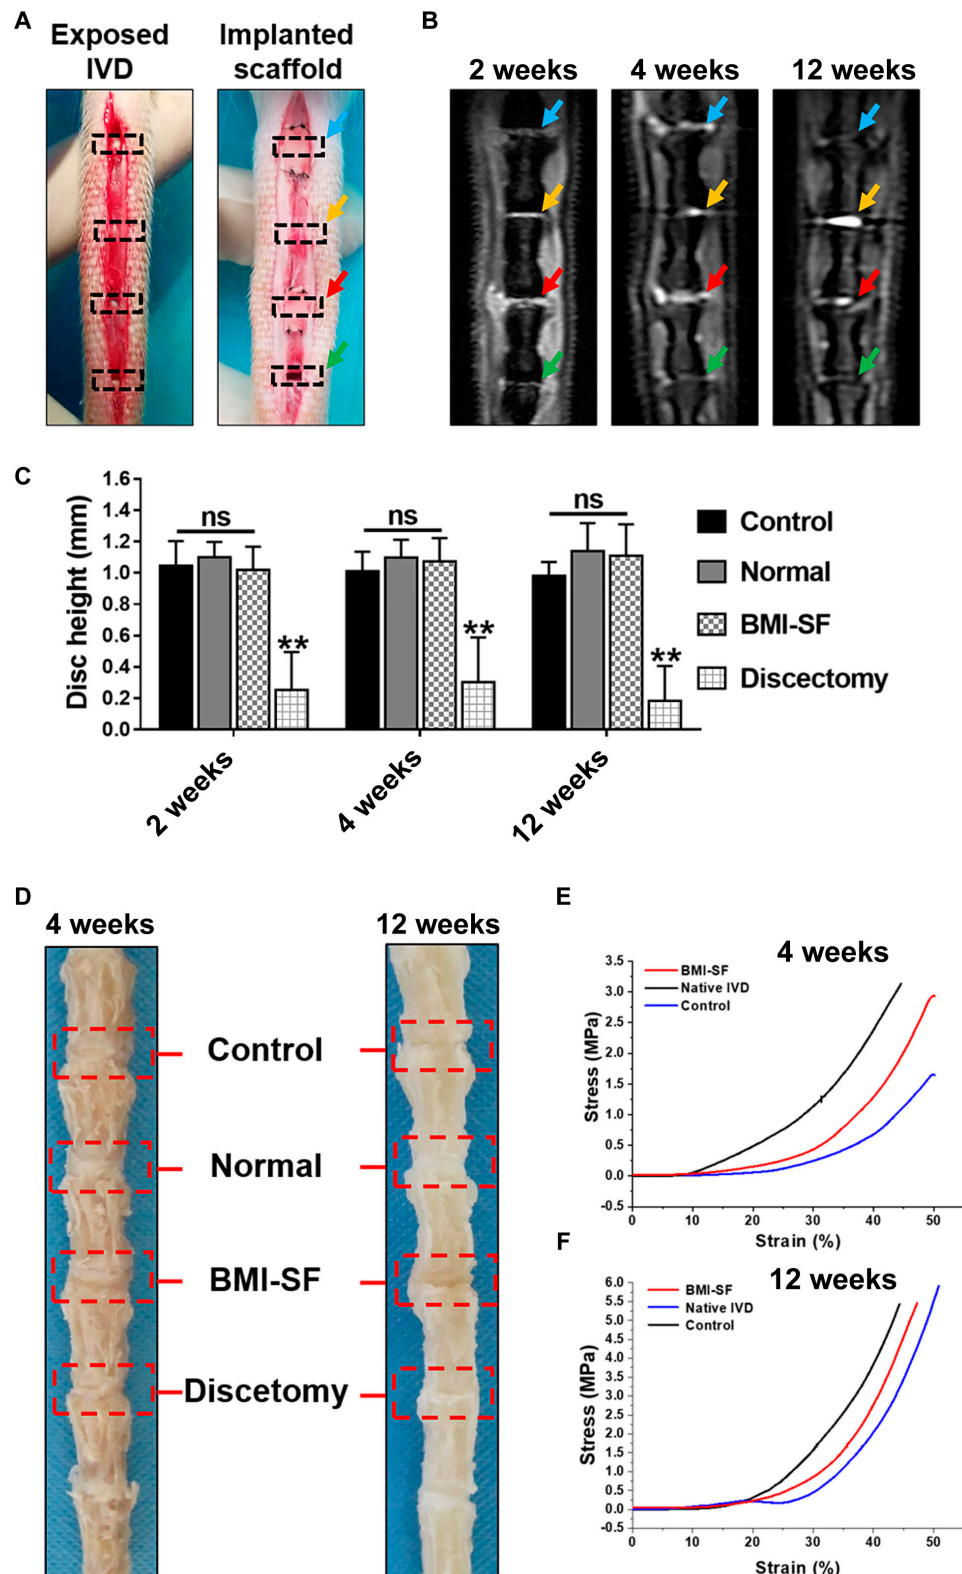 A
Exposed
IVD
Implanted
scaffold
B
2 weeks
4 weeks
12 weeks
C
Disc height (mm)
1.6
1.4
1.2
1.0
0.8
0.6
0.4
0.2
0.0
ns
ns
ns
**
**
**
2 weeks
4 weeks
12 weeks
Control
Normal
BMI-SF
Discectomy
D
4 weeks
12 weeks
Control
Normal
BMI-SF
Discetomy
E
4 weeks
BMI-SF
Native IVD
Control
Stress (MPa)
3.5
3.0
2.5
2.0
1.5
1.0
0.5
0.0
-0.5
0 10 20 30 40 50
Strain (%)
F
12 weeks
BMI-SF
Native IVD
Control
Stress (MPa)
6.0
5.5
5.0
4.5
4.0
3.5
3.0
2.5
2.0
1.5
1.0
0.5
0.0
-0.5
0 10 20 30 40 50
Strain (%)